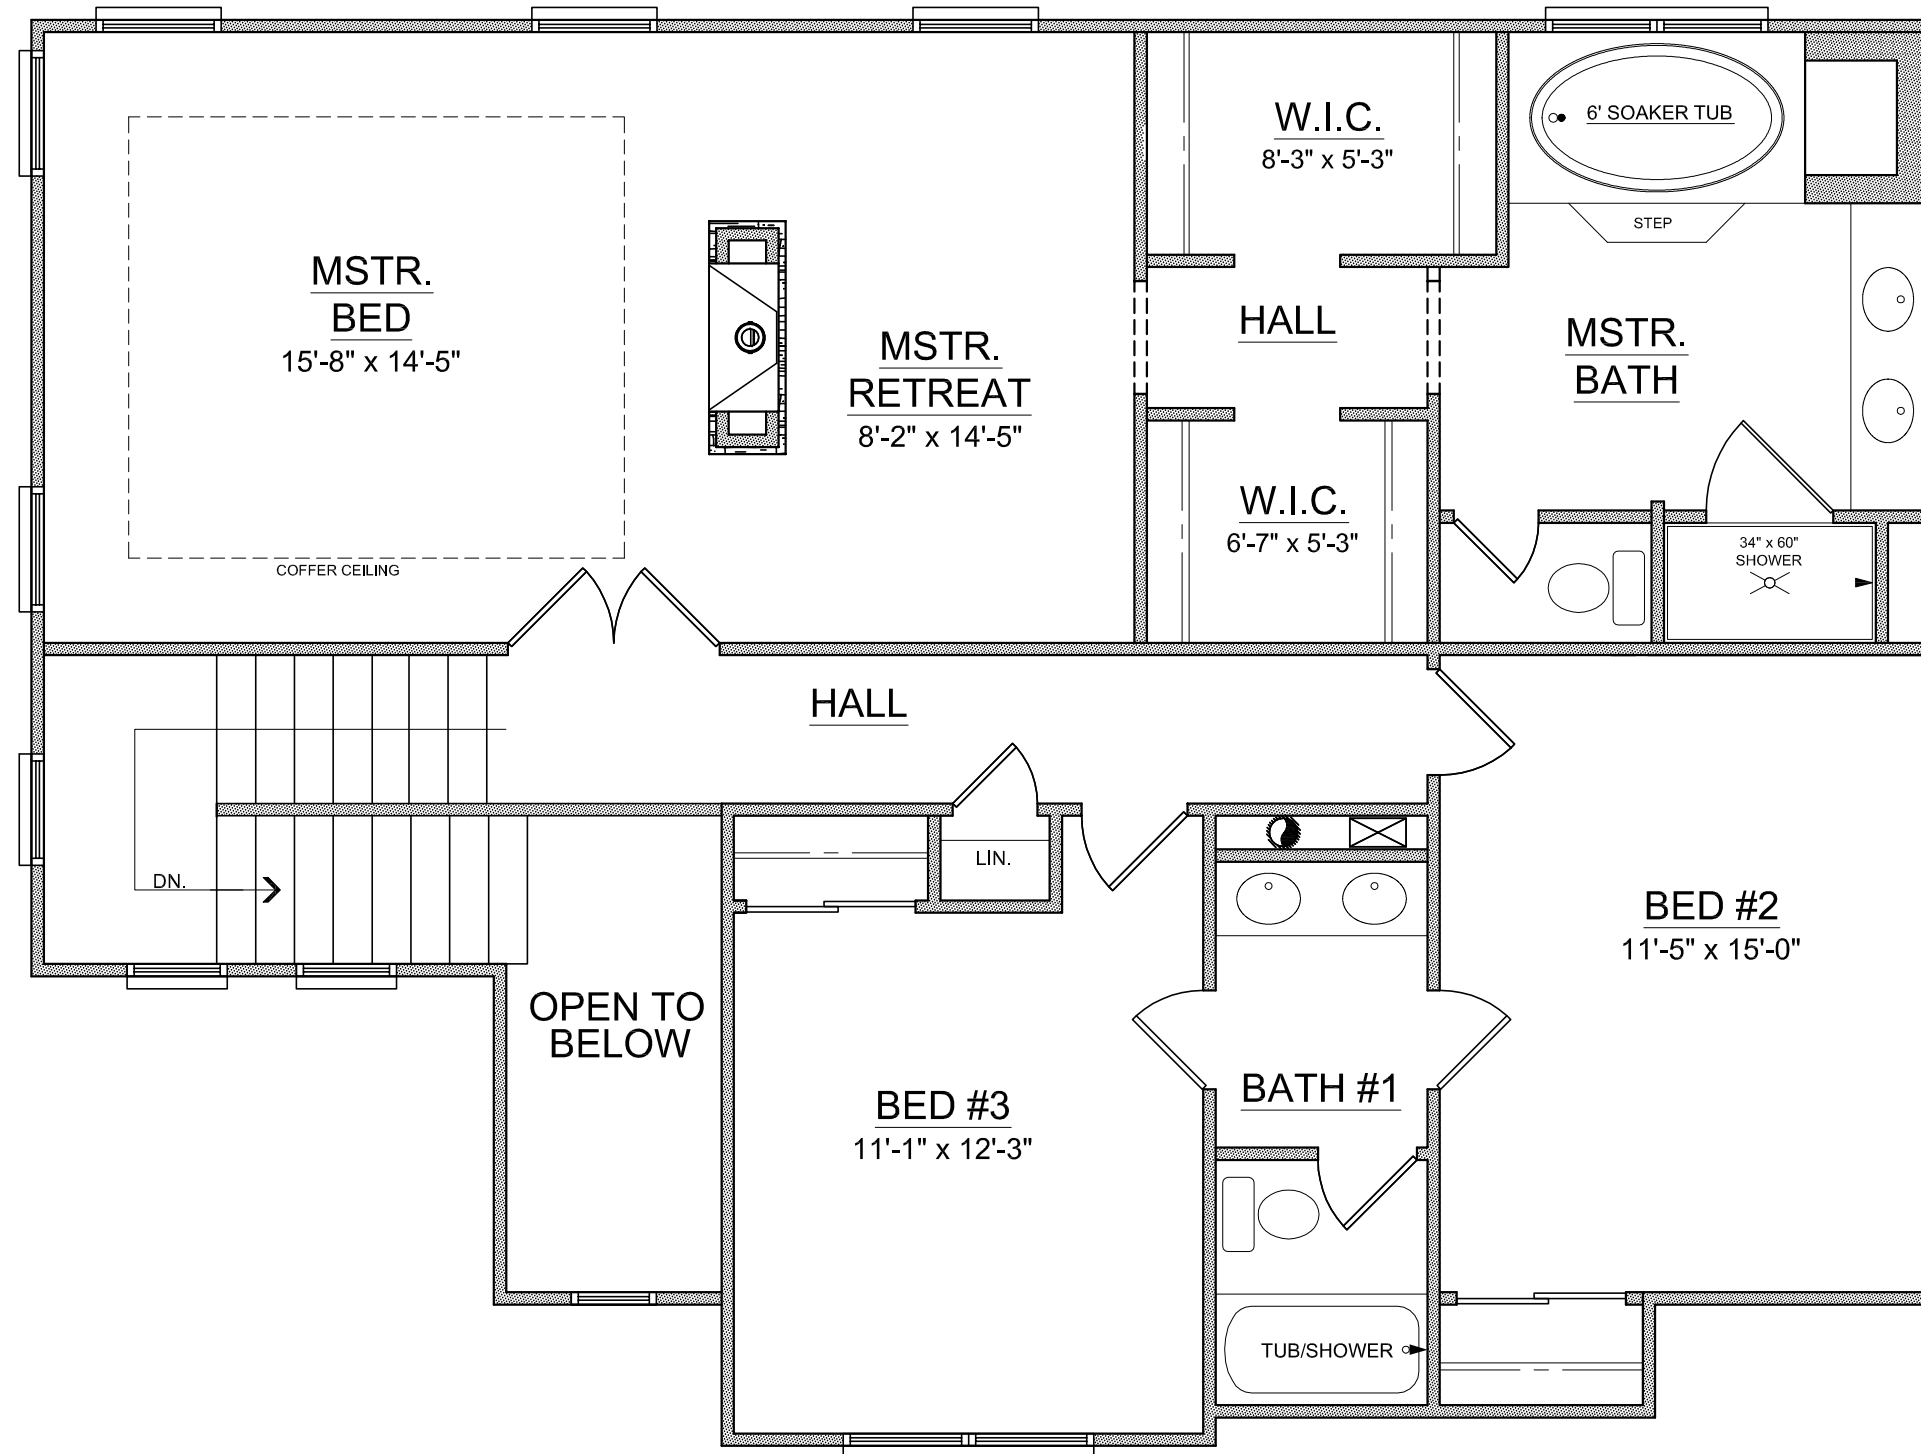 W.I.C.
8'-3" x 5'-3"
6' SOAKER TUB
STEP
MSTR.
BED
15'-8" x 14'-5"
MSTR.
RETREAT
8'-2" x 14'-5"
HALL
MSTR.
BATH
W.I.C.
6'-7" x 5'-3"
34" x 60"
SHOWER
COFFER CEILING
HALL
LIN.
DN.
BED #2
11'-5" x 15'-0"
OPEN TO
BELOW
BED #3
11'-1" x 12'-3"
BATH #1
TUB/SHOWER